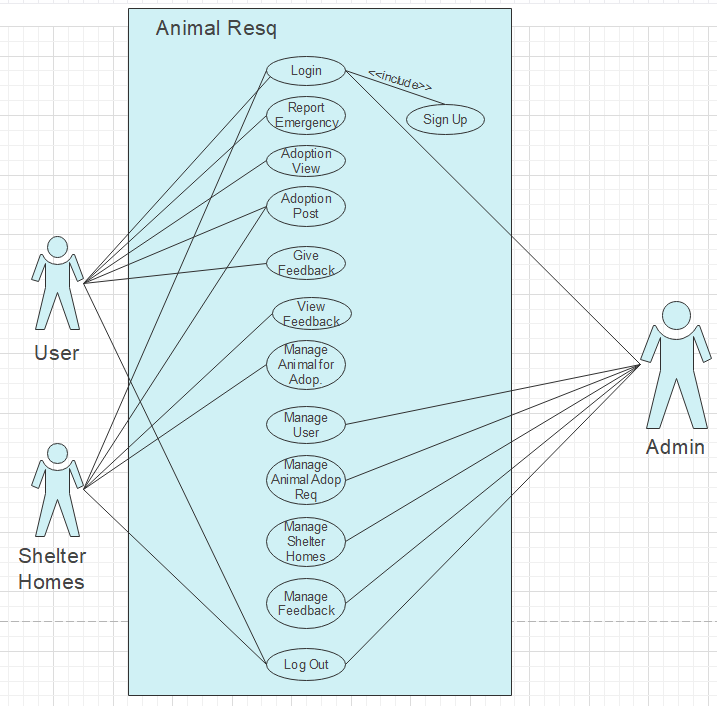 Animal Resq
Login
<<include>>
Report
Emergency
Sign Up
Adoption
View
Adoption
Post
Give
Feedback
View
Feedback
User
Manage
Animal for
Adop.
Manage
User
Admin
Manage
Animal Adop
Req
Manage
Shelter
Homes
Shelter
Homes
Manage
Feedback
Log Out